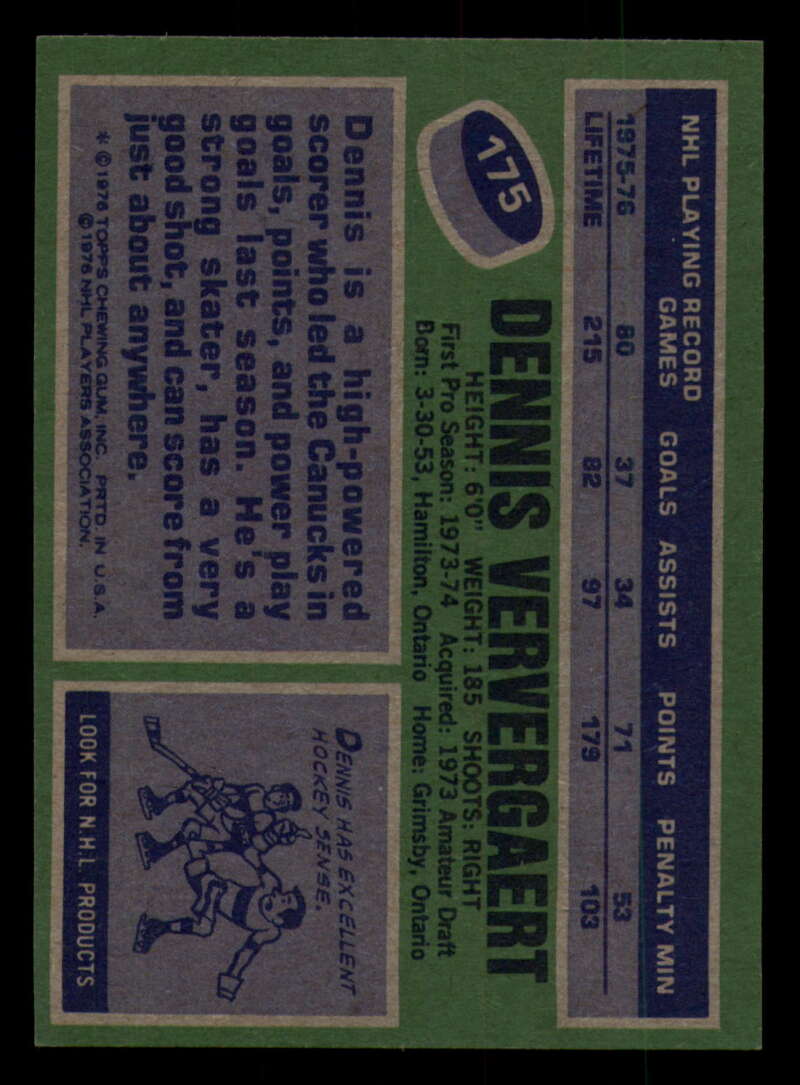 175
DENNIS VERVERGAERT
HEIGHT: 6'0" WEIGHT: 185 SHOOTS: RIGHT
First Pro Season: 1973-74 Acquired: 1973 Amateur Draft
Born: 3-30-53, Hamilton, Ontario Home: Grimsby, Ontario
NHL PLAYING RECORD
GAMES GOALS ASSISTS POINTS PENALTY MIN
1975-76 80 37 34 71 53
LIFETIME 215 82 97 179 103
Dennis is a high-powered
scorer who led the Canucks in
goals, points, and power play
goals last season. He's a
strong skater, has a very
good shot, and can score from
just about anywhere.
* © 1976 TOPPS CHEWING GUM, INC. PRTD. IN U.S.A.
© 1976 NHL PLAYERS ASSOCIATION.
DENNIS HAS EXCELLENT
HOCKEY SENSE.
LOOK FOR N.H.L. PRODUCTS